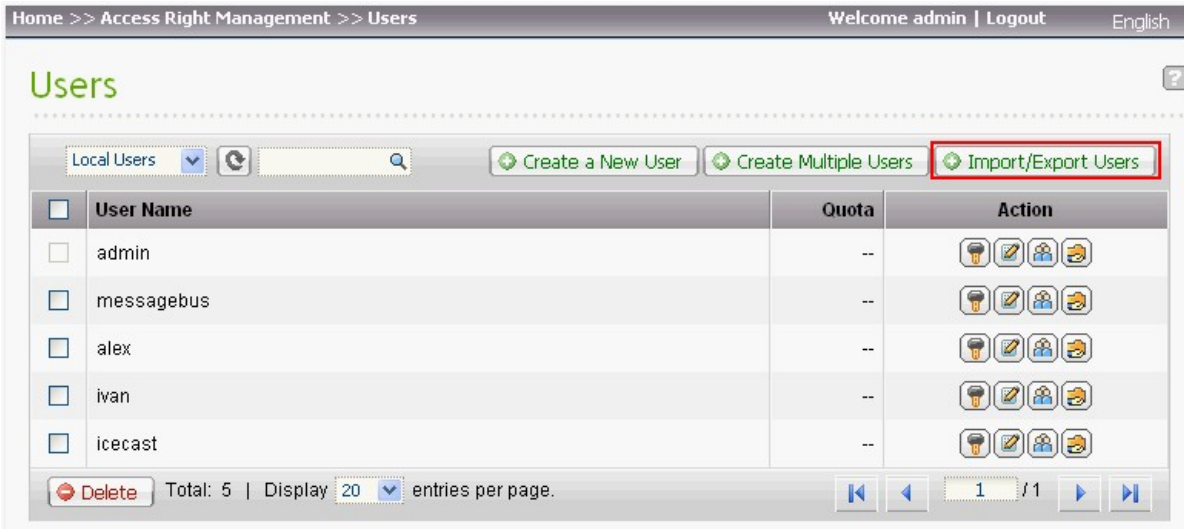 Home >> Access Right Management >> Users Welcome admin | Logout English
Users
?
Local Users Create a New User Create Multiple Users Import/Export Users
User Name Quota Action
admin --
messagebus --
alex --
ivan --
icecast --
Delete Total: 5 | Display 20 entries per page. 1 / 1